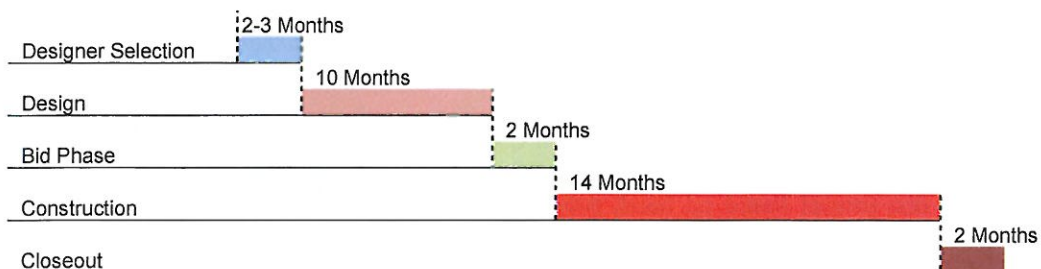 2-3 Months
Designer Selection
10 Months
Design
2 Months
Bid Phase
14 Months
Construction
2 Months
Closeout